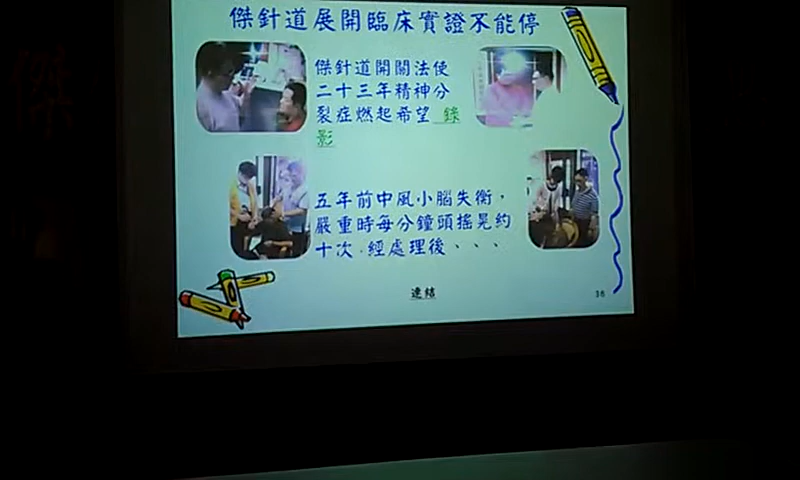 傑針道展開臨床實證不能停
傑針道開關法使
二十三年精神分
裂症燃起希望 錄
影
五年前中風小腦失衡，
嚴重時每分鐘頭搖晃約
十次．經處理後、、、
連結
16